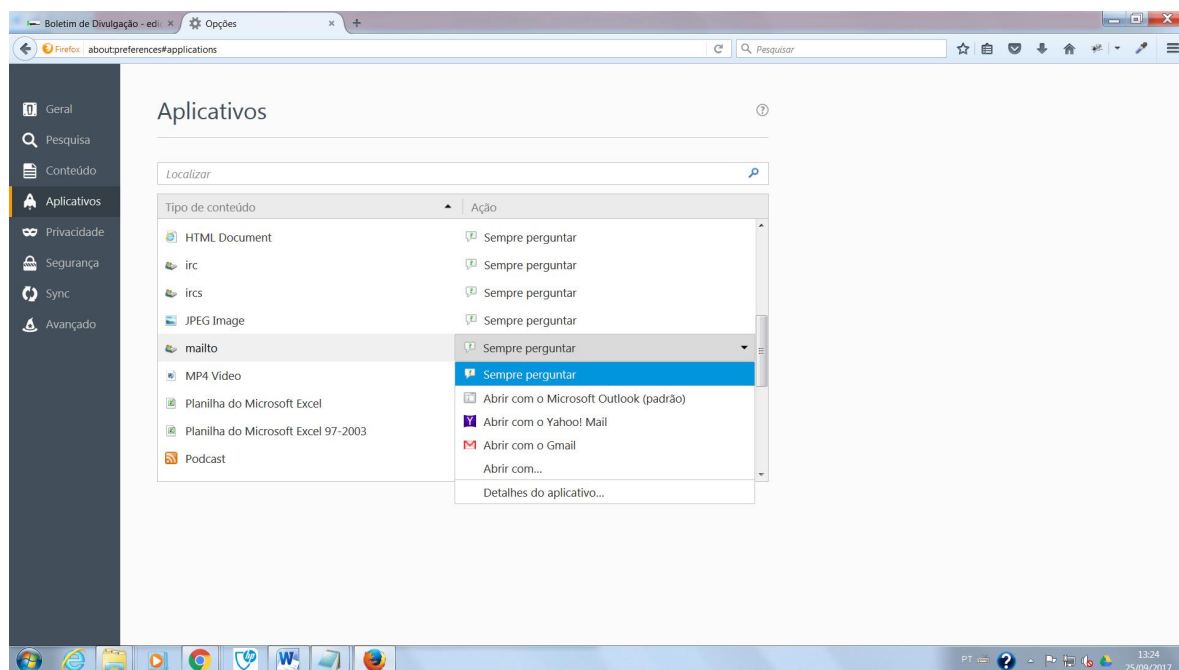 Boletim de Divulgação - edi
Opções
Firefox about:preferences#applications
Pesquisar
Geral
Pesquisa
Conteúdo
Aplicativos
Privacidade
Segurança
Sync
Avançado
Aplicativos
Localizar
Tipo de conteúdo Ação
HTML Document Sempre perguntar
irc Sempre perguntar
ircs Sempre perguntar
JPEG Image Sempre perguntar
mailto Sempre perguntar
MP4 Video
Planilha do Microsoft Excel
Planilha do Microsoft Excel 97-2003
Podcast
Sempre perguntar
Abrir com o Microsoft Outlook (padrão)
Abrir com o Yahoo! Mail
Abrir com o Gmail
Abrir com...
Detalhes do aplicativo...
PT
13:24
25/09/2017